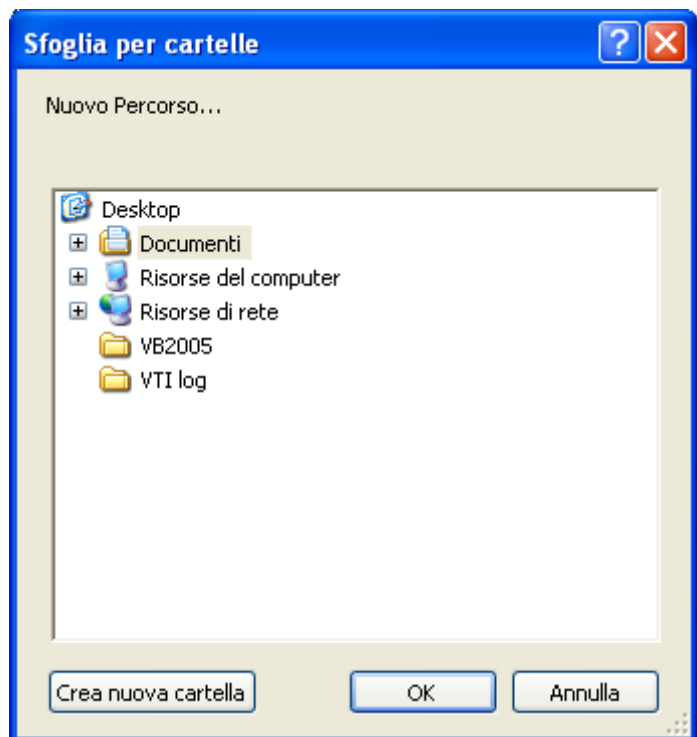 Sfoglia per cartelle
Nuovo Percorso...
Desktop
Documenti
Risorse del computer
Risorse di rete
VB2005
VTI log
Crea nuova cartella OK Annulla